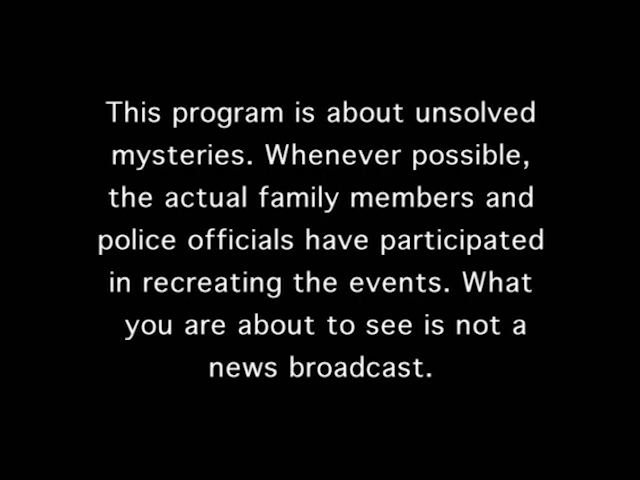 This program is about unsolved
mysteries. Whenever possible,
the actual family members and
police officials have participated
in recreating the events. What
you are about to see is not a
news broadcast.